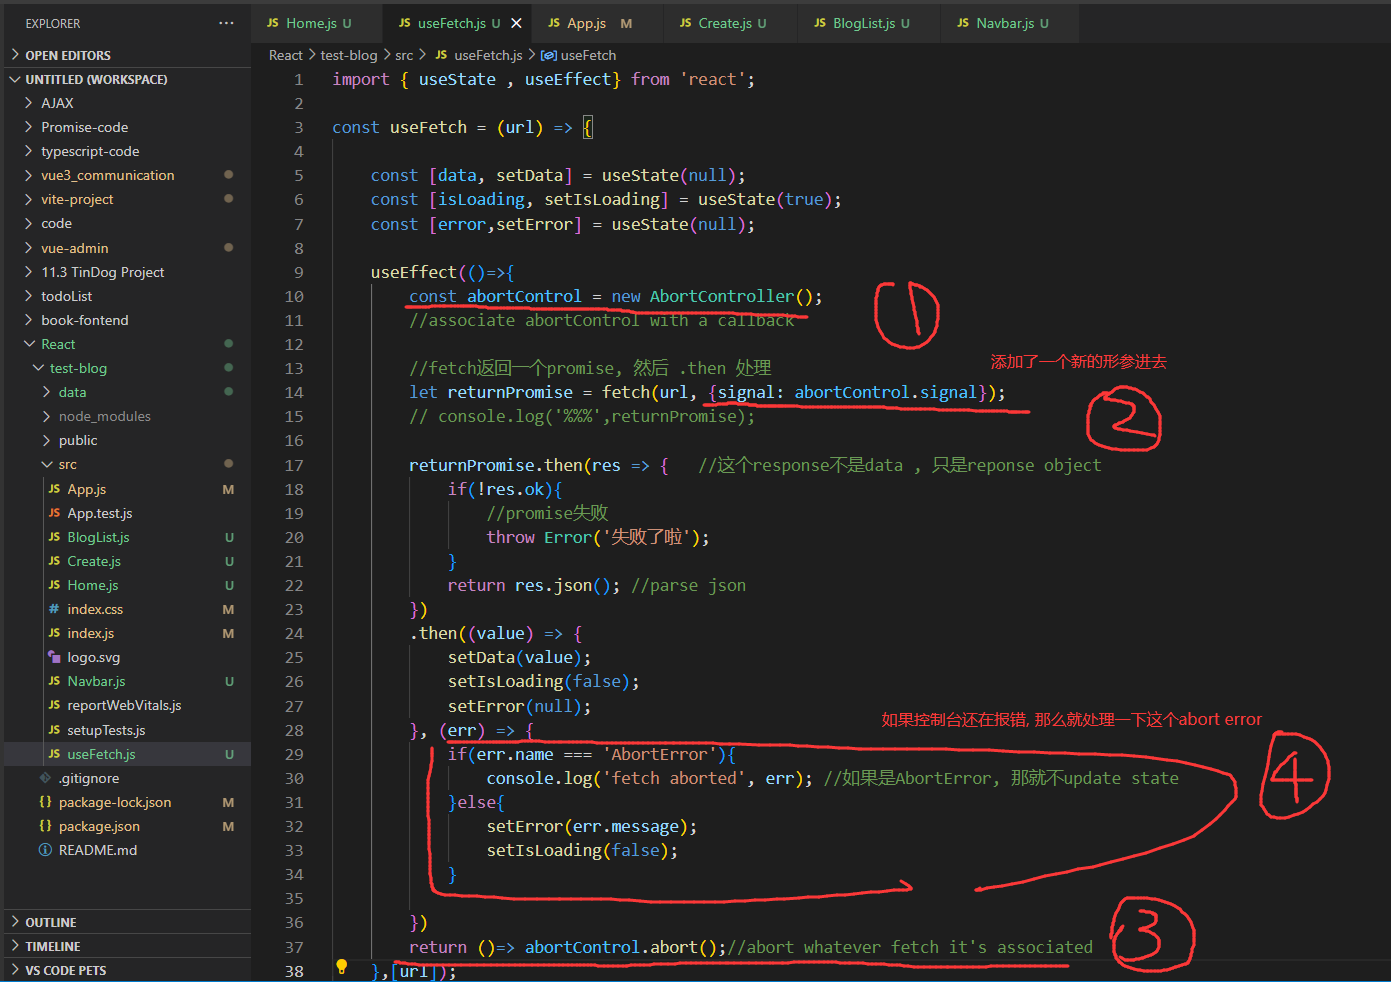 EXPLORER ···
OPEN EDITORS
UNTITLED (WORKSPACE)
AJAX
Promise-code
typescript-code
vue3_communication
vite-project
code
vue-admin
11.3 TinDog Project
todoList
book-fontend
React
test-blog
data
node_modules
public
src
JS App.js M
JS App.test.js
JS BlogList.js U
JS Create.js U
JS Home.js U
# index.css M
JS index.js M
logo.svg
JS Navbar.js U
JS reportWebVitals.js
JS setupTests.js
JS useFetch.js U
.gitignore
{} package-lock.json M
{} package.json M
README.md
OUTLINE
TIMELINE
VS CODE PETS
JS Home.js U JS useFetch.js U JS App.js M JS Create.js U JS BlogList.js U JS Navbar.js U
React > test-blog > src > JS useFetch.js > useFetch
1 import { useState , useEffect} from 'react';
2
3 const useFetch = (url) => {
4
5 const [data, setData] = useState(null);
6 const [isLoading, setIsLoading] = useState(true);
7 const [error,setError] = useState(null);
8
9 useEffect(()=>{
10 const abortControl = new AbortController();
①
11 //associate abortControl with a callback
12
添加了一个新的形参进去
13 //fetch返回一个promise, 然后 .then 处理
14 let returnPromise = fetch(url, {signal: abortControl.signal});
②
15 // console.log('%%%',returnPromise);
16
17 returnPromise.then(res => { //这个response不是data , 只是reponse object
18 if(!res.ok){
19 //promise失败
20 throw Error('失败了啦');
21 }
22 return res.json(); //parse json
23 })
24 .then((value) => {
25 setData(value);
26 setIsLoading(false);
27 setError(null);
如果控制台还在报错, 那么就处理一下这个abort error
28 }, (err) => {
29 if(err.name === 'AbortError'){
④
30 console.log('fetch aborted', err); //如果是AbortError, 那就不update state
31 }else{
32 setError(err.message);
33 setIsLoading(false);
34 }
35
36 })
③
37 return ()=> abortControl.abort();//abort whatever fetch it's associated
38 },[url]);